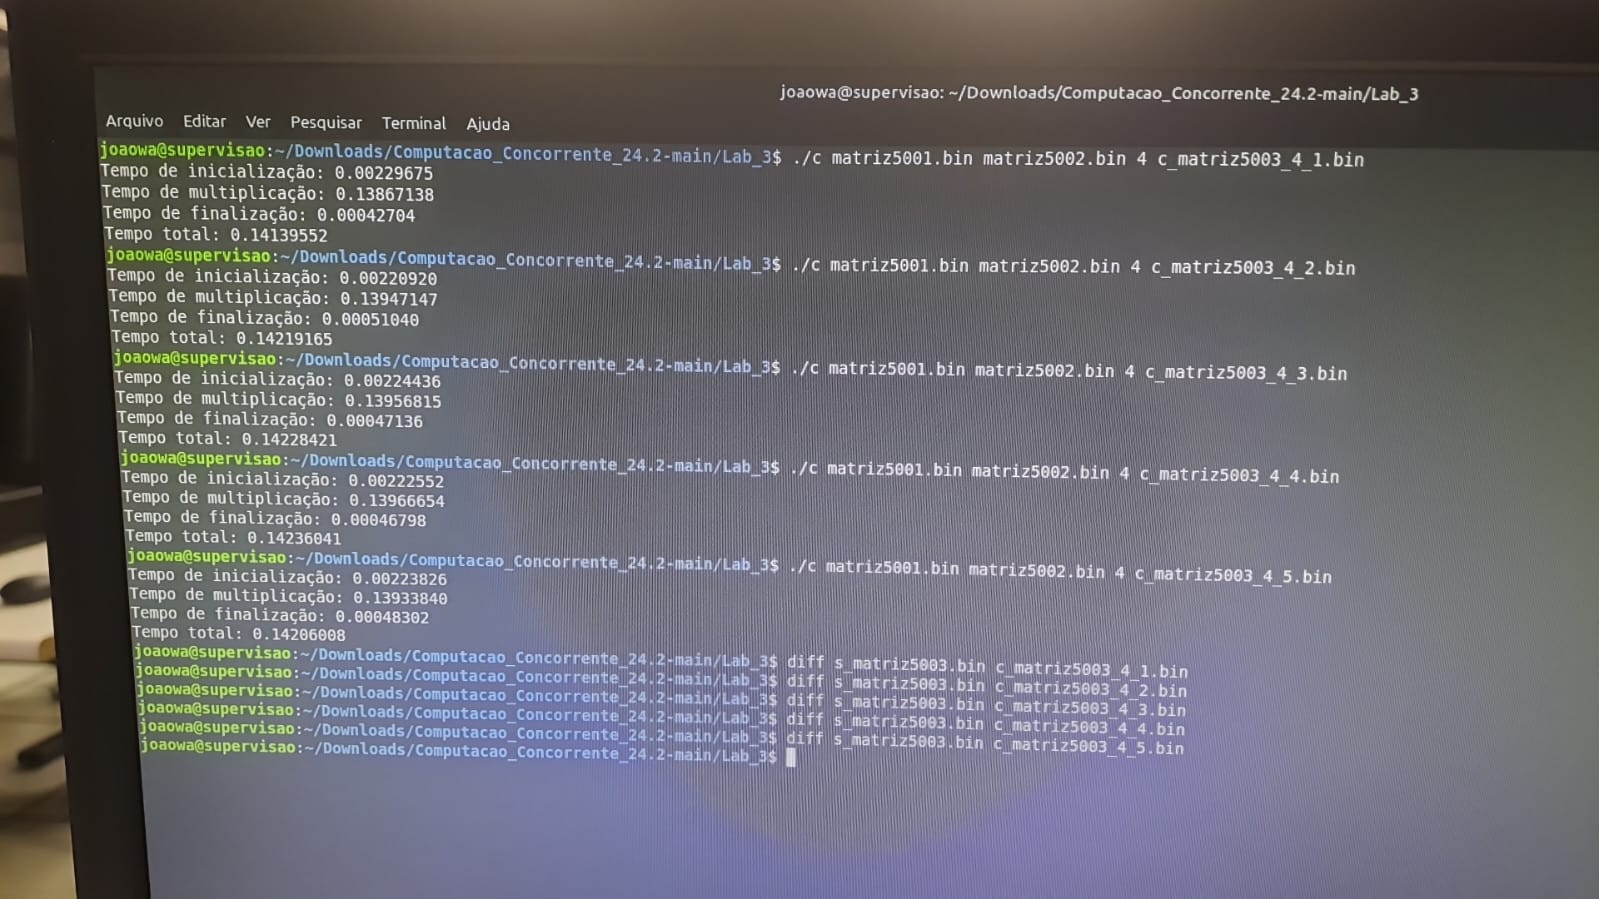 joaowa@supervisao: ~/Downloads/Computacao_Concorrente_24.2-main/Lab_3
Arquivo Editar Ver Pesquisar Terminal Ajuda
joaowa@supervisao:~/Downloads/Computacao_Concorrente_24.2-main/Lab_3$ ./c matriz5001.bin matriz5002.bin 4 c_matriz5003_4_1.bin
Tempo de inicialização: 0.00229675
Tempo de multiplicação: 0.13867138
Tempo de finalização: 0.00042704
Tempo total: 0.14139552
joaowa@supervisao:~/Downloads/Computacao_Concorrente_24.2-main/Lab_3$ ./c matriz5001.bin matriz5002.bin 4 c_matriz5003_4_2.bin
Tempo de inicialização: 0.00220920
Tempo de multiplicação: 0.13947147
Tempo de finalização: 0.00051040
Tempo total: 0.14219165
joaowa@supervisao:~/Downloads/Computacao_Concorrente_24.2-main/Lab_3$ ./c matriz5001.bin matriz5002.bin 4 c_matriz5003_4_3.bin
Tempo de inicialização: 0.00224436
Tempo de multiplicação: 0.13956815
Tempo de finalização: 0.00047136
Tempo total: 0.14228421
joaowa@supervisao:~/Downloads/Computacao_Concorrente_24.2-main/Lab_3$ ./c matriz5001.bin matriz5002.bin 4 c_matriz5003_4_4.bin
Tempo de inicialização: 0.00222552
Tempo de multiplicação: 0.13966654
Tempo de finalização: 0.00046798
Tempo total: 0.14236041
joaowa@supervisao:~/Downloads/Computacao_Concorrente_24.2-main/Lab_3$ ./c matriz5001.bin matriz5002.bin 4 c_matriz5003_4_5.bin
Tempo de inicialização: 0.00223826
Tempo de multiplicação: 0.13933840
Tempo de finalização: 0.00048302
Tempo total: 0.14206008
joaowa@supervisao:~/Downloads/Computacao_Concorrente_24.2-main/Lab_3$ diff s_matriz5003.bin c_matriz5003_4_1.bin
joaowa@supervisao:~/Downloads/Computacao_Concorrente_24.2-main/Lab_3$ diff s_matriz5003.bin c_matriz5003_4_2.bin
joaowa@supervisao:~/Downloads/Computacao_Concorrente_24.2-main/Lab_3$ diff s_matriz5003.bin c_matriz5003_4_3.bin
joaowa@supervisao:~/Downloads/Computacao_Concorrente_24.2-main/Lab_3$ diff s_matriz5003.bin c_matriz5003_4_4.bin
joaowa@supervisao:~/Downloads/Computacao_Concorrente_24.2-main/Lab_3$ diff s_matriz5003.bin c_matriz5003_4_5.bin
joaowa@supervisao:~/Downloads/Computacao_Concorrente_24.2-main/Lab_3$